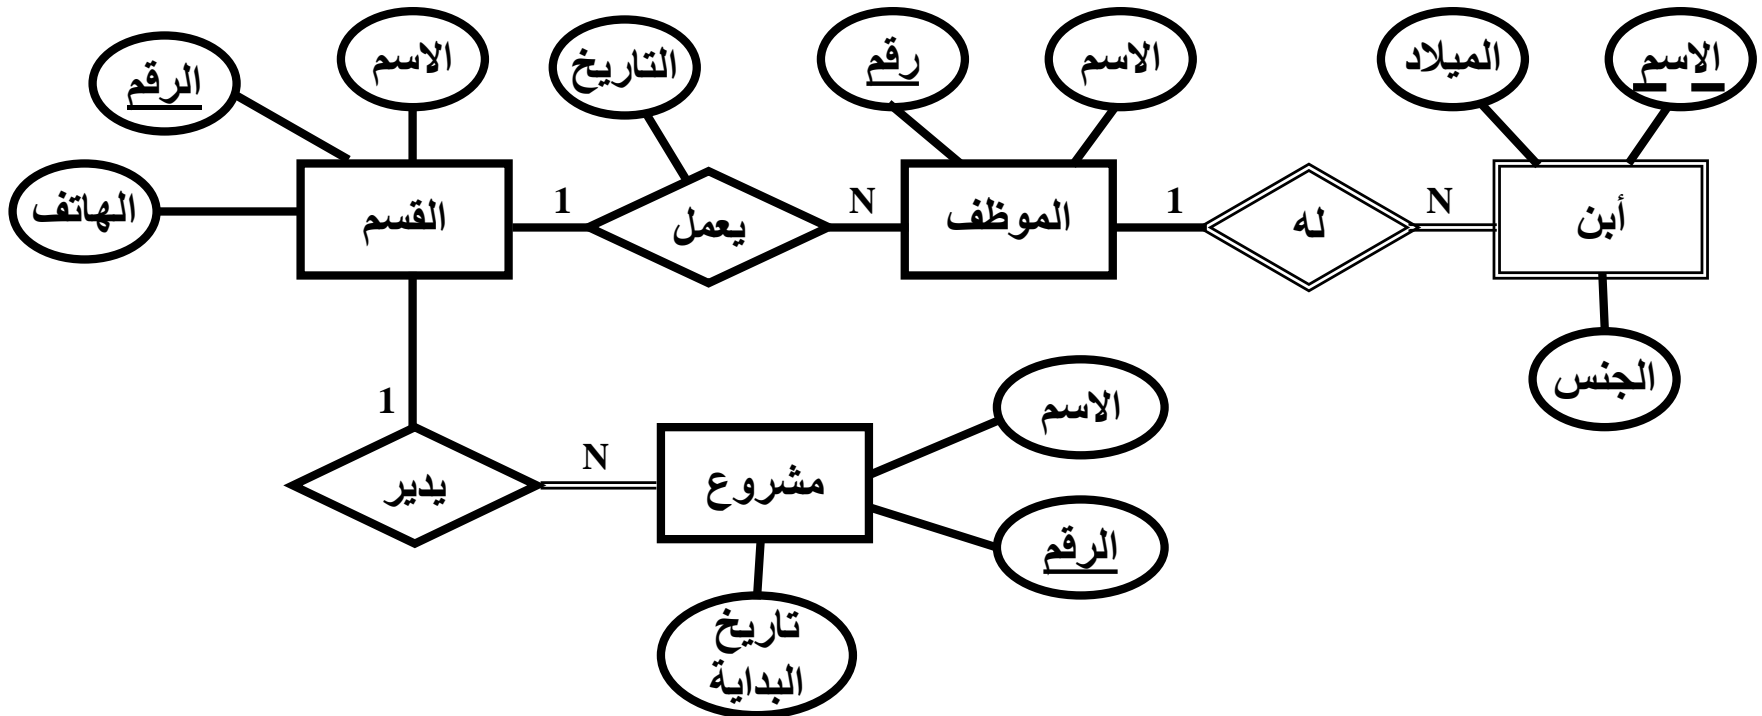 الاسم
الميلاد
الاسم
رقم
التاريخ
الاسم
الرقم
أبن
N
له
1
الموظف
N
يعمل
1
القسم
الهاتف
الجنس
1
يدير
N
مشروع
الاسم
الرقم
تاريخ
البداية